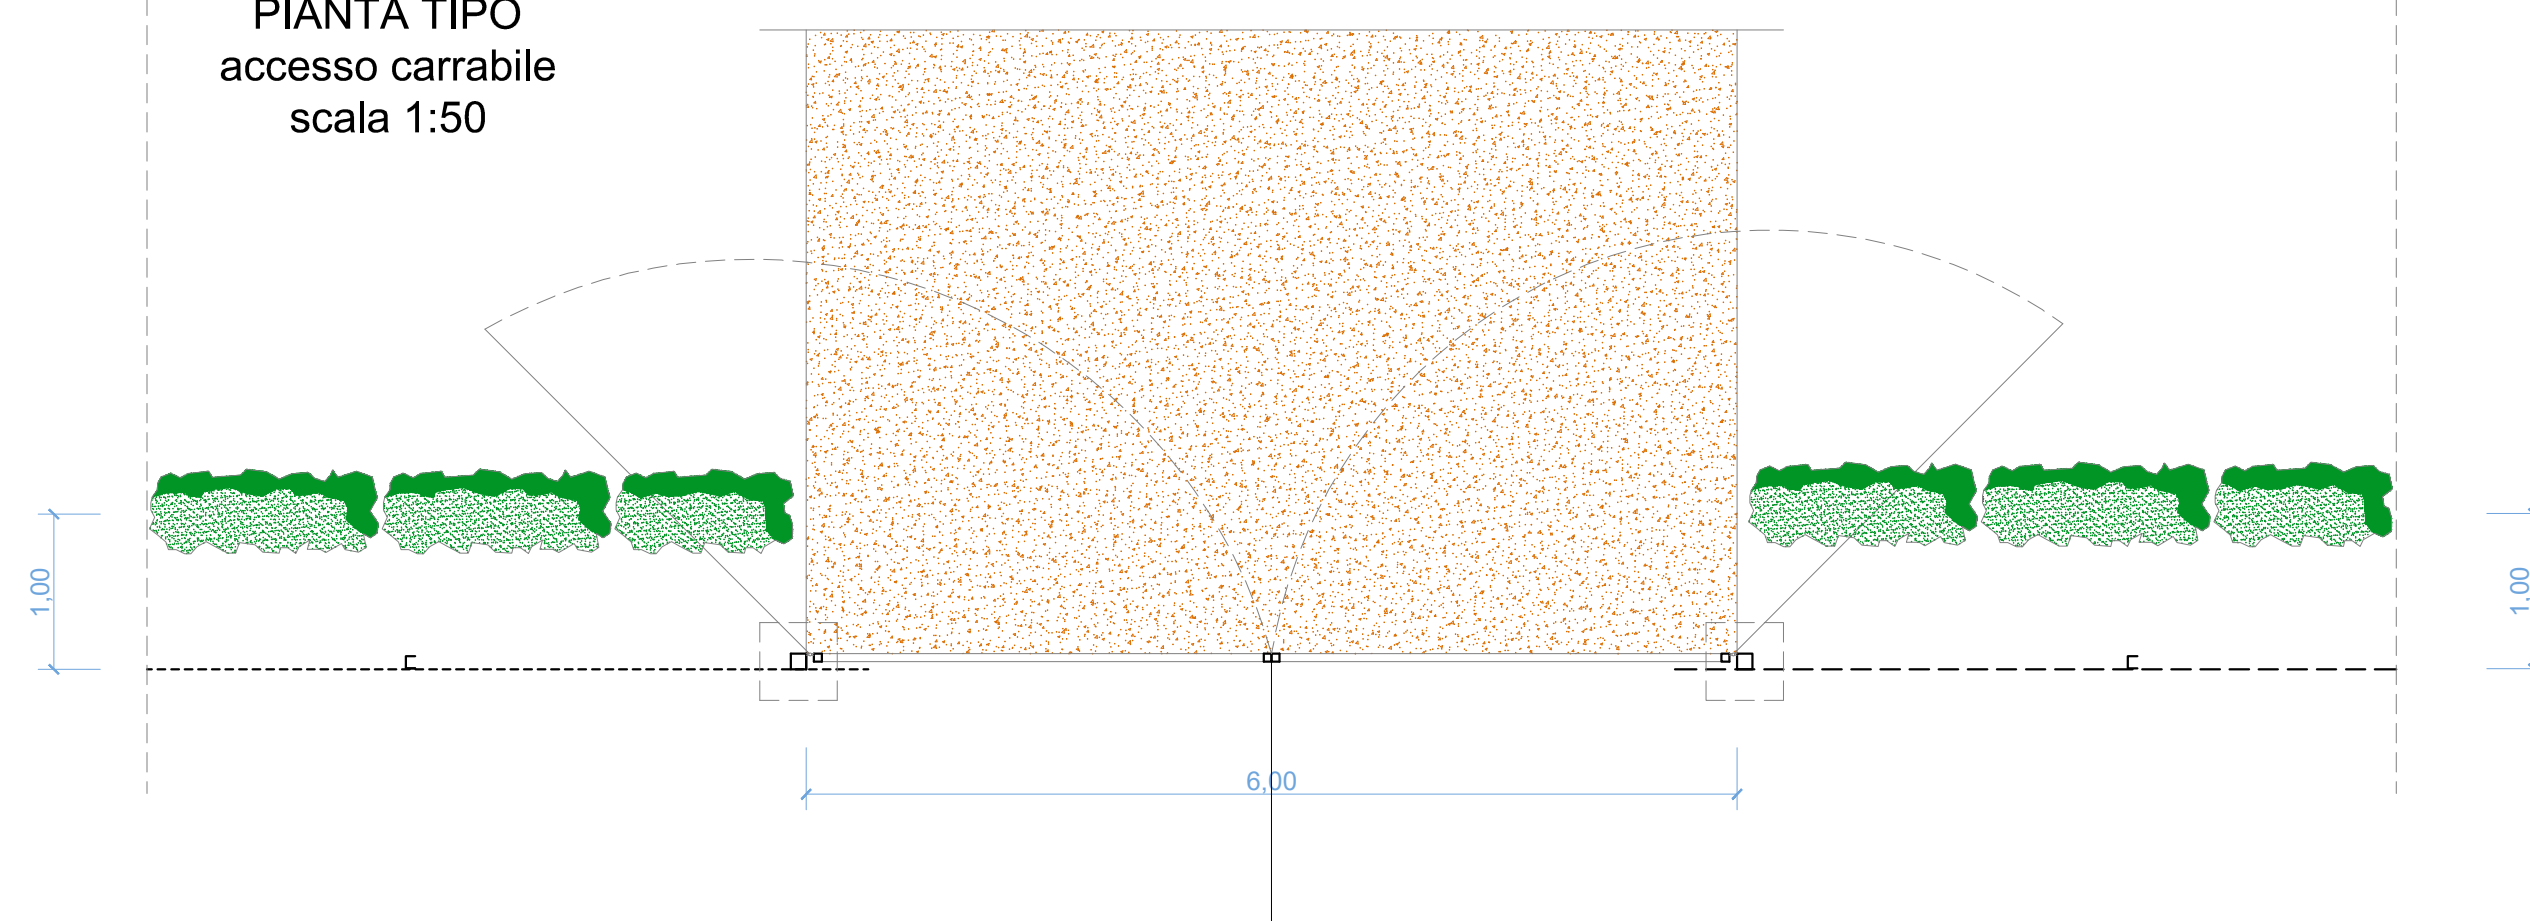 PIANTA TIPO
accesso carrabile
scala 1:50
1,00
1,00
6,00